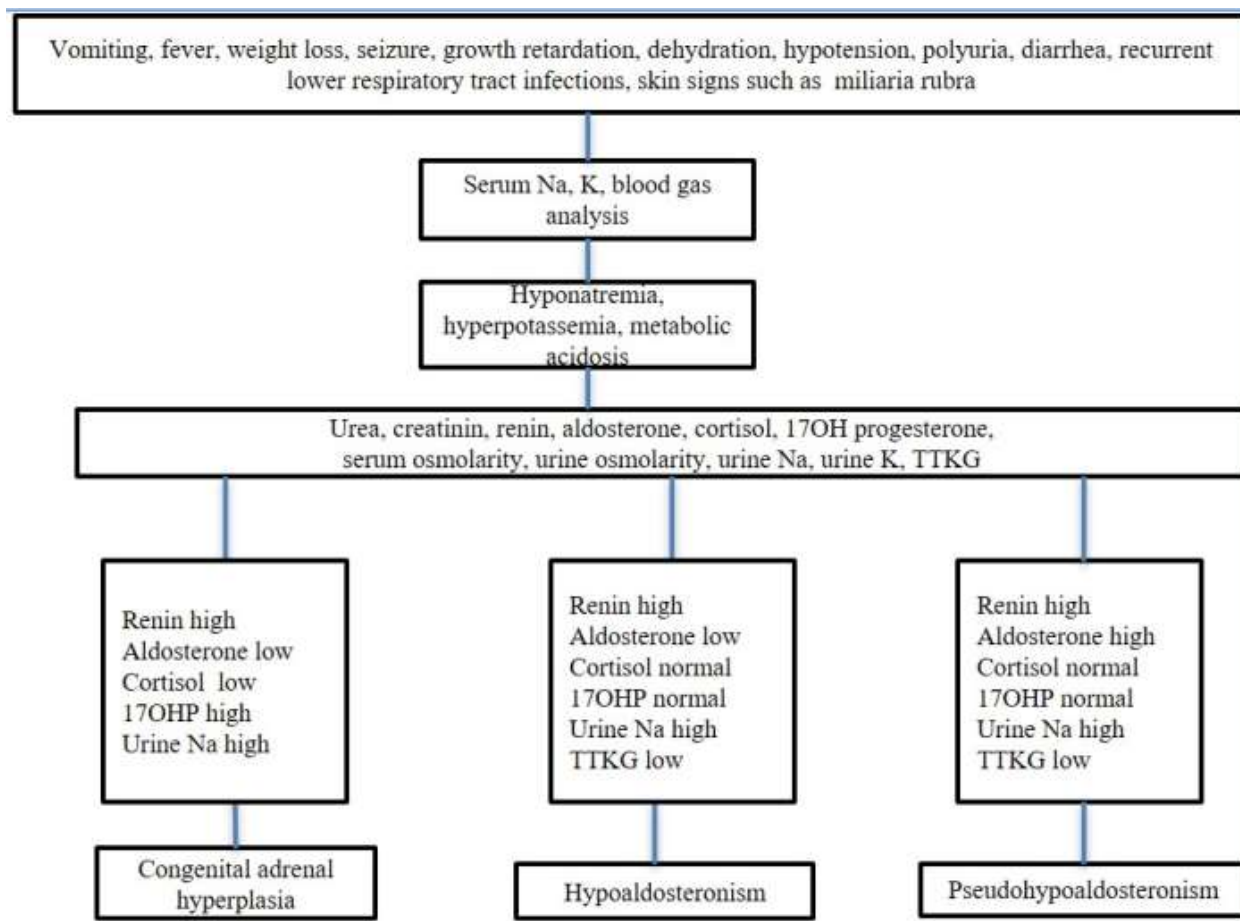 Vomiting, fever, weight loss, seizure, growth retardation, dehydration, hypotension, polyuria, diarrhea, recurrent
lower respiratory tract infections, skin signs such as miliaria rubra
Serum Na, K, blood gas
analysis
Hyponatremia,
hyperpotassemia, metabolic
acidosis
Urea, creatinin, renin, aldosterone, cortisol, 17OH progesterone,
serum osmolarity, urine osmolarity, urine Na, urine K, TTKG
Renin high
Aldosterone low
Cortisol low
17OHP high
Urine Na high
Renin high
Aldosterone low
Cortisol normal
17OHP normal
Urine Na high
TTKG low
Renin high
Aldosterone high
Cortisol normal
17OHP normal
Urine Na high
TTKG low
Congenital adrenal
hyperplasia
Hypoaldosteronism
Pseudohypoaldosteronism